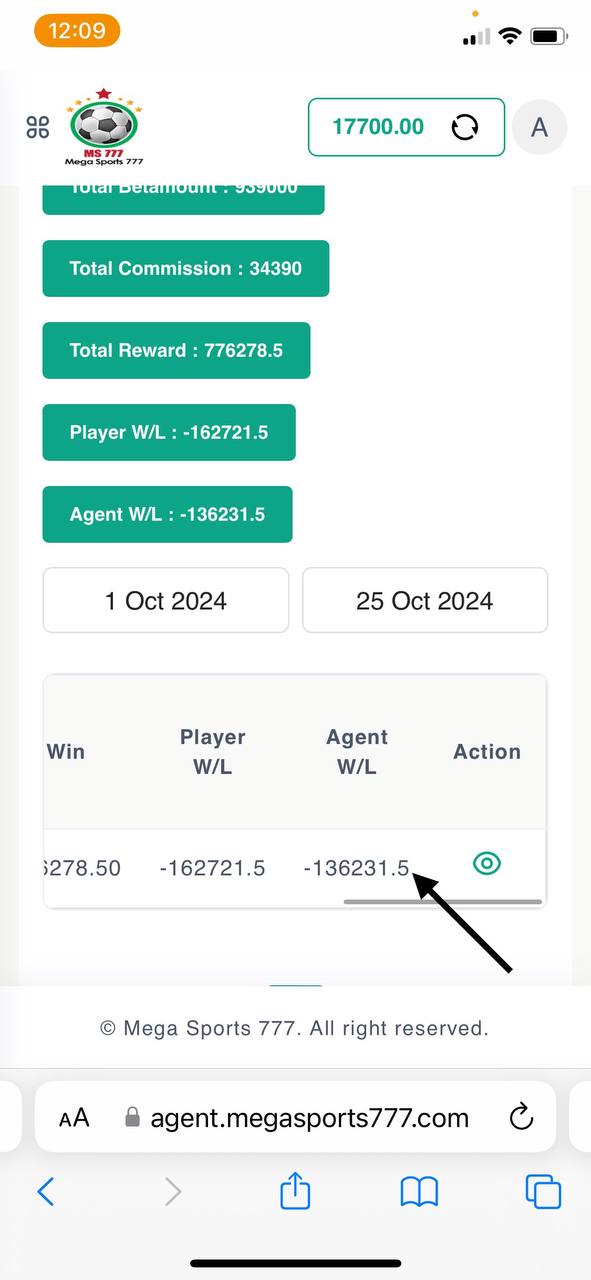 12:09
17700.00
A
MS 777
Mega Sports 777
Total Betamount : 939000
Total Commission : 34390
Total Reward : 776278.5
Player W/L : -162721.5
Agent W/L : -136231.5
1 Oct 2024
25 Oct 2024
Win
Player
W/L
Agent
W/L
Action
6278.50
-162721.5
-136231.5
© Mega Sports 777. All right reserved.
AA
agent.megasports777.com